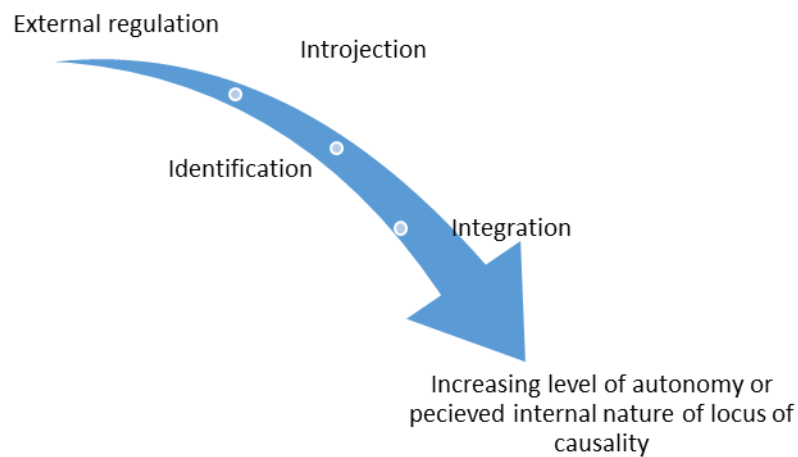 External regulation
Introjection
Identification
Integration
Increasing level of autonomy or
pecieved internal nature of locus of
causality